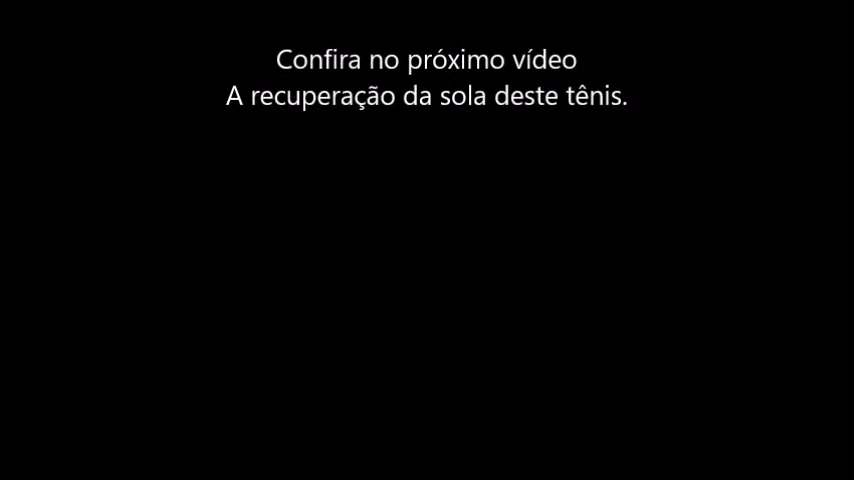 Confira no próximo vídeo
A recuperação da sola deste tênis.